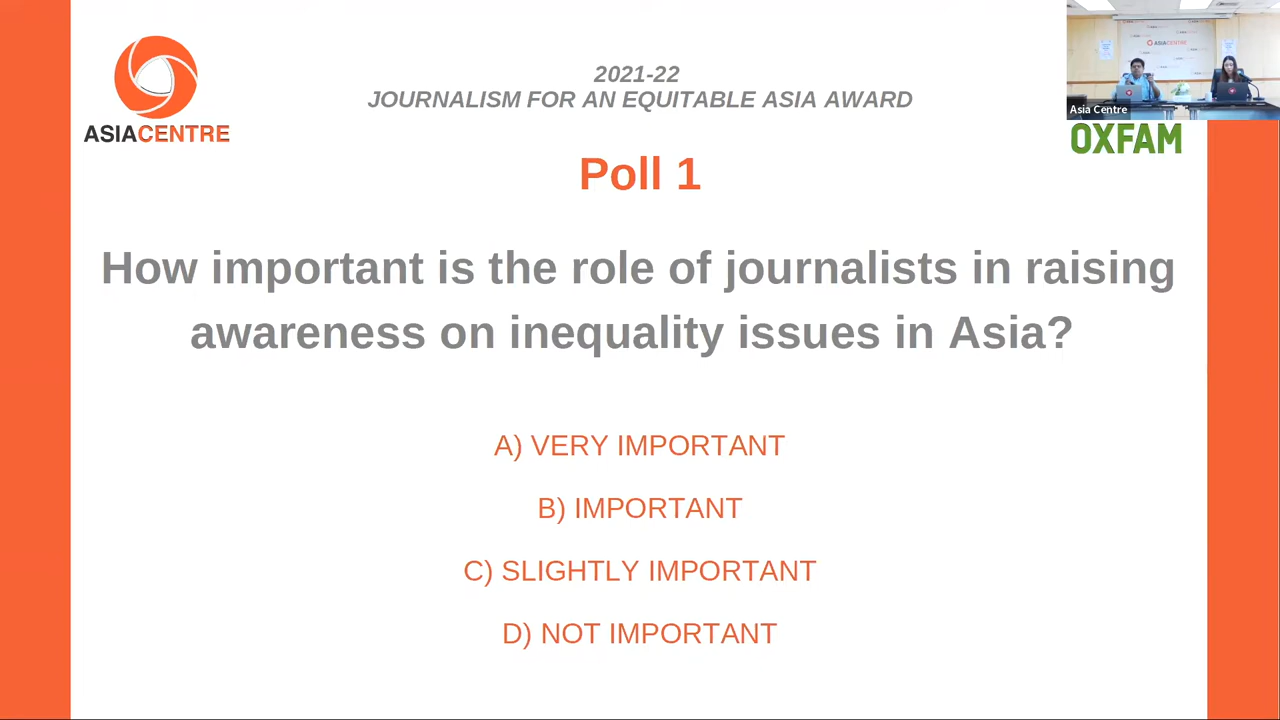 2021-22
JOURNALISM FOR AN EQUITABLE ASIA AWARD
ASIACENTRE
ASIACENTRE
Asia Centre
OXFAM
Poll 1
How important is the role of journalists in raising
awareness on inequality issues in Asia?
A) VERY IMPORTANT
B) IMPORTANT
C) SLIGHTLY IMPORTANT
D) NOT IMPORTANT